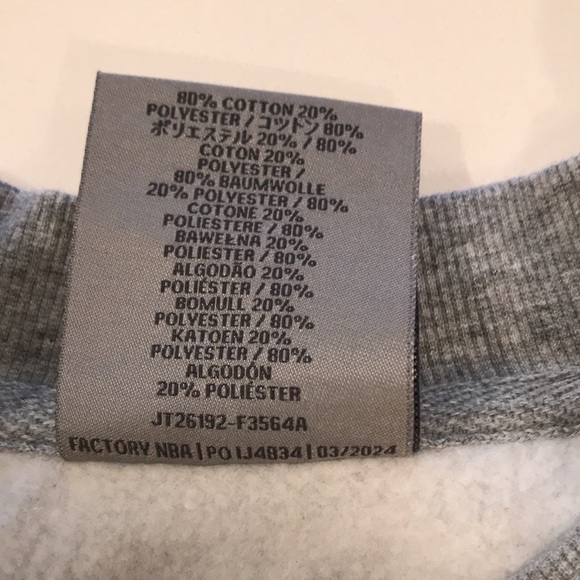 80% COTTON 20%
POLYESTER / コットン 80%
ポリエステル 20% / 80%
COTON 20%
POLYESTER /
80% BAUMWOLLE
20% POLYESTER / 80%
COTONE 20%
POLIESTERE / 80%
BAWEŁNA 20%
POLIESTER / 80%
ALGODÃO 20%
POLIÉSTER / 80%
BOMULL 20%
POLYESTER / 80%
KATOEN 20%
POLYESTER / 80%
ALGODÓN
20% POLIÉSTER
JT26192-F3564A
FACTORY NBA | PO IJ4834 | 03/2024